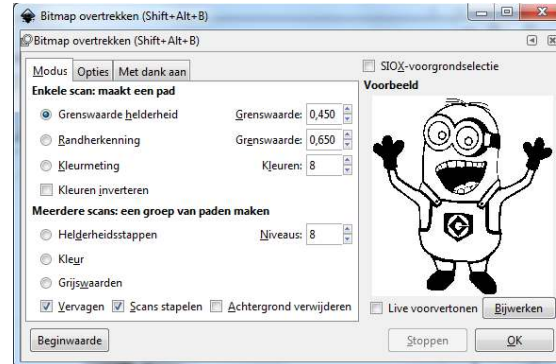 Bitmap overtrekken (Shift+Alt+B)
Bitmap overtrekken (Shift+Alt+B)
Modus Opties Met dank aan
SIOX-voorgrondselectie
Enkele scan: maakt een pad
Voorbeeld
Grenswaarde helderheid Grenswaarde: 0,450
Randherkenning Grenswaarde: 0,650
Kleurmeting Kleuren: 8
Kleuren inverteren
Meerdere scans: een groep van paden maken
Helderheidsstappen Niveaus: 8
Kleur
Grijswaarden
Vervagen Scans stapelen Achtergrond verwijderen
Live voorvertonen Bijwerken
Beginwaarde Stoppen OK